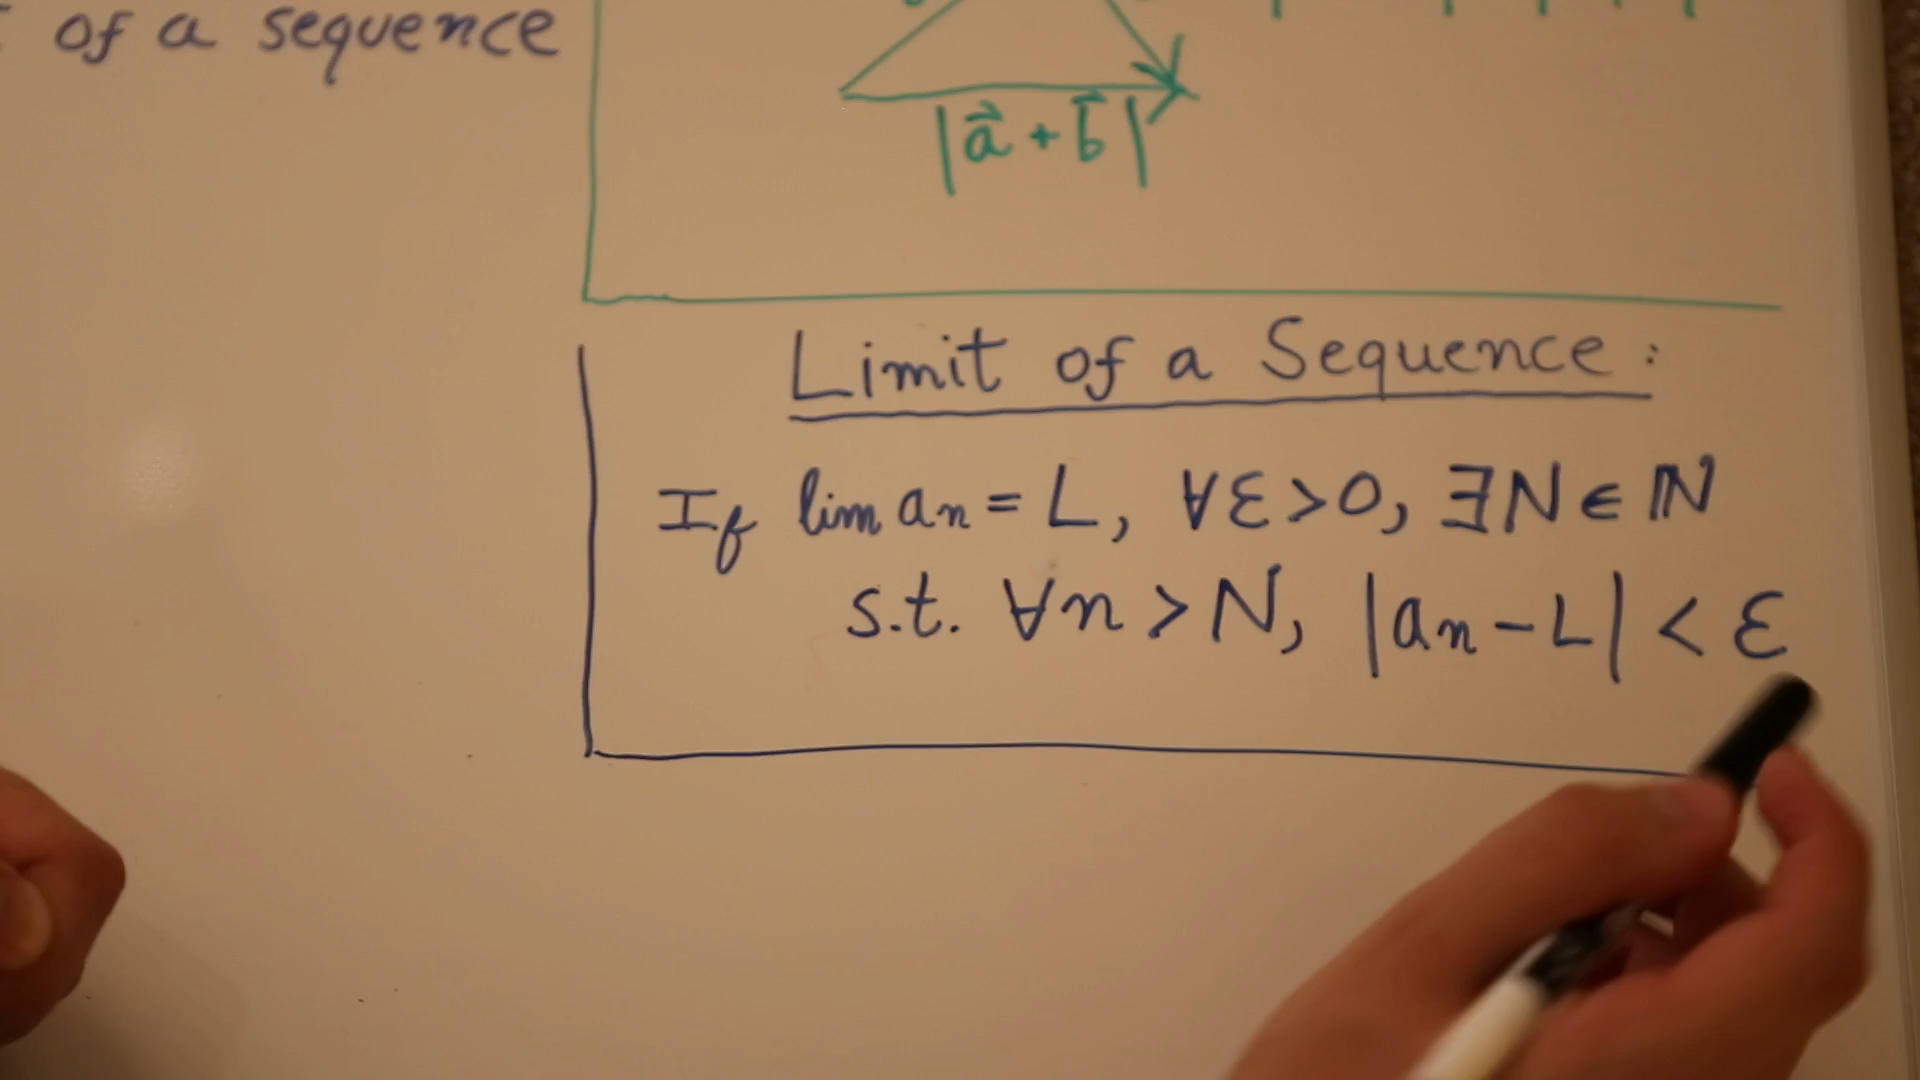 of a sequence
|a⃗ + b⃗|
Limit of a Sequence:
If lim an = L, ∀ε>0, ∃N∈ℕ
s.t. ∀n>N, |an-L| < ε